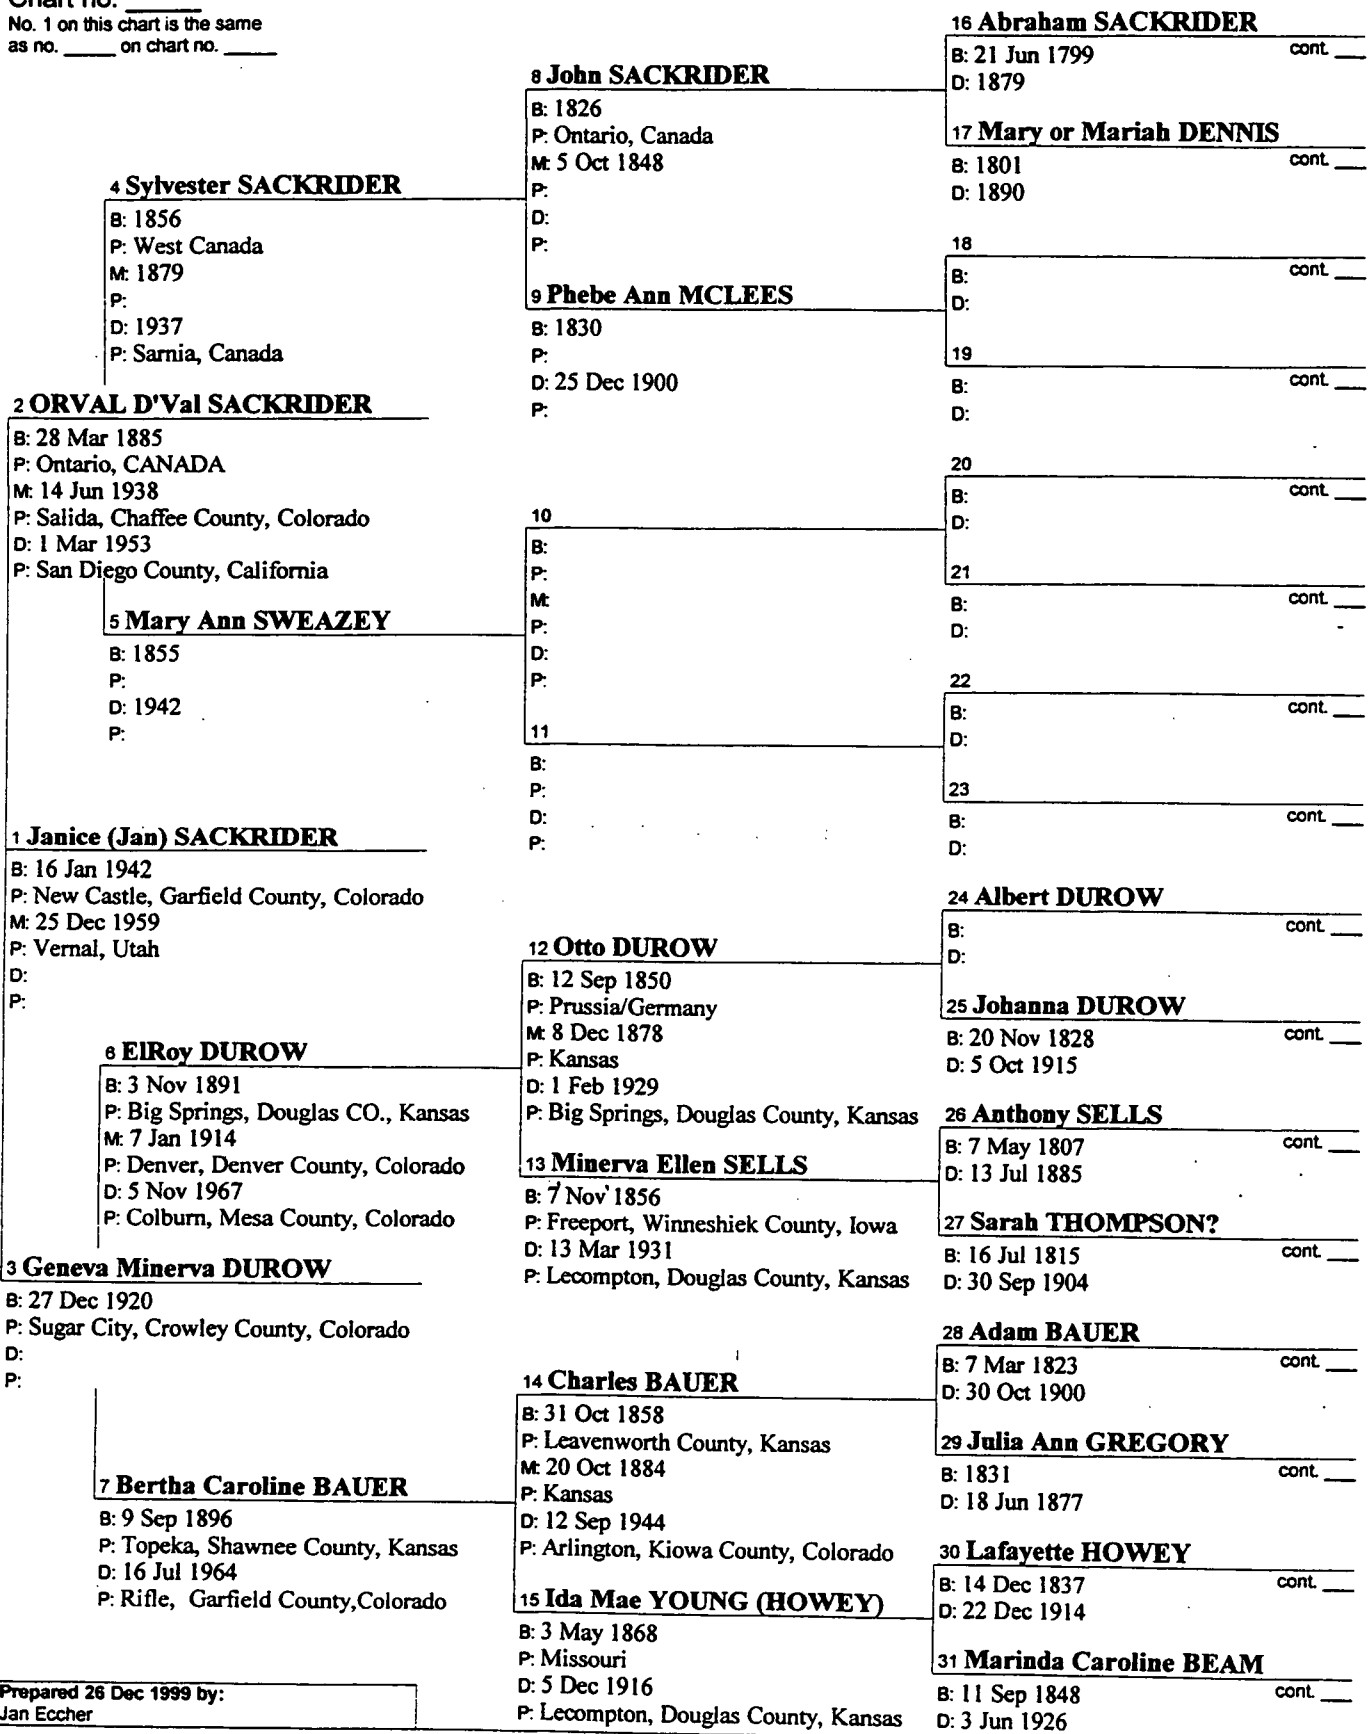 Chart no. _____
No. 1 on this chart is the same
as no. _____ on chart no. _____
16 Abraham SACKRIDER
B: 21 Jun 1799 cont. ___
D: 1879
8 John SACKRIDER
B: 1826
P: Ontario, Canada
M: 5 Oct 1848
P:
D:
P:
17 Mary or Mariah DENNIS
B: 1801 cont. ___
D: 1890
4 Sylvester SACKRIDER
B: 1856
P: West Canada
M: 1879
P:
D: 1937
P: Sarnia, Canada
18
B: cont. ___
D:
9 Phebe Ann MCLEES
B: 1830
P:
D: 25 Dec 1900
P:
19
B: cont. ___
D:
2 ORVAL D'Val SACKRIDER
B: 28 Mar 1885
P: Ontario, CANADA
M: 14 Jun 1938
P: Salida, Chaffee County, Colorado
D: 1 Mar 1953
P: San Diego County, California
20
B: cont. ___
D:
10
B:
P:
M:
P:
D:
P:
21
B: cont. ___
D:
5 Mary Ann SWEAZEY
B: 1855
P:
D: 1942
P:
22
B: cont. ___
D:
11
B:
P:
D:
P:
23
B: cont. ___
D:
1 Janice (Jan) SACKRIDER
B: 16 Jan 1942
P: New Castle, Garfield County, Colorado
M: 25 Dec 1959
P: Vernal, Utah
D:
P:
24 Albert DUROW
B: cont. ___
D:
12 Otto DUROW
B: 12 Sep 1850
P: Prussia/Germany
M: 8 Dec 1878
P: Kansas
D: 1 Feb 1929
P: Big Springs, Douglas County, Kansas
25 Johanna DUROW
B: 20 Nov 1828 cont. ___
D: 5 Oct 1915
6 ElRoy DUROW
B: 3 Nov 1891
P: Big Springs, Douglas CO., Kansas
M: 7 Jan 1914
P: Denver, Denver County, Colorado
D: 5 Nov 1967
P: Colburn, Mesa County, Colorado
26 Anthony SELLS
B: 7 May 1807 cont. ___
D: 13 Jul 1885
13 Minerva Ellen SELLS
B: 7 Nov 1856
P: Freeport, Winneshiek County, Iowa
D: 13 Mar 1931
P: Lecompton, Douglas County, Kansas
27 Sarah THOMPSON?
B: 16 Jul 1815 cont. ___
D: 30 Sep 1904
3 Geneva Minerva DUROW
B: 27 Dec 1920
P: Sugar City, Crowley County, Colorado
D:
P:
28 Adam BAUER
B: 7 Mar 1823 cont. ___
D: 30 Oct 1900
14 Charles BAUER
B: 31 Oct 1858
P: Leavenworth County, Kansas
M: 20 Oct 1884
P: Kansas
D: 12 Sep 1944
P: Arlington, Kiowa County, Colorado
29 Julia Ann GREGORY
B: 1831 cont. ___
D: 18 Jun 1877
7 Bertha Caroline BAUER
B: 9 Sep 1896
P: Topeka, Shawnee County, Kansas
D: 16 Jul 1964
P: Rifle, Garfield County,Colorado
30 Lafayette HOWEY
B: 14 Dec 1837 cont. ___
D: 22 Dec 1914
15 Ida Mae YOUNG (HOWEY)
B: 3 May 1868
P: Missouri
D: 5 Dec 1916
P: Lecompton, Douglas County, Kansas
31 Marinda Caroline BEAM
B: 11 Sep 1848 cont. ___
D: 3 Jun 1926
Prepared 26 Dec 1999 by:
Jan Eccher